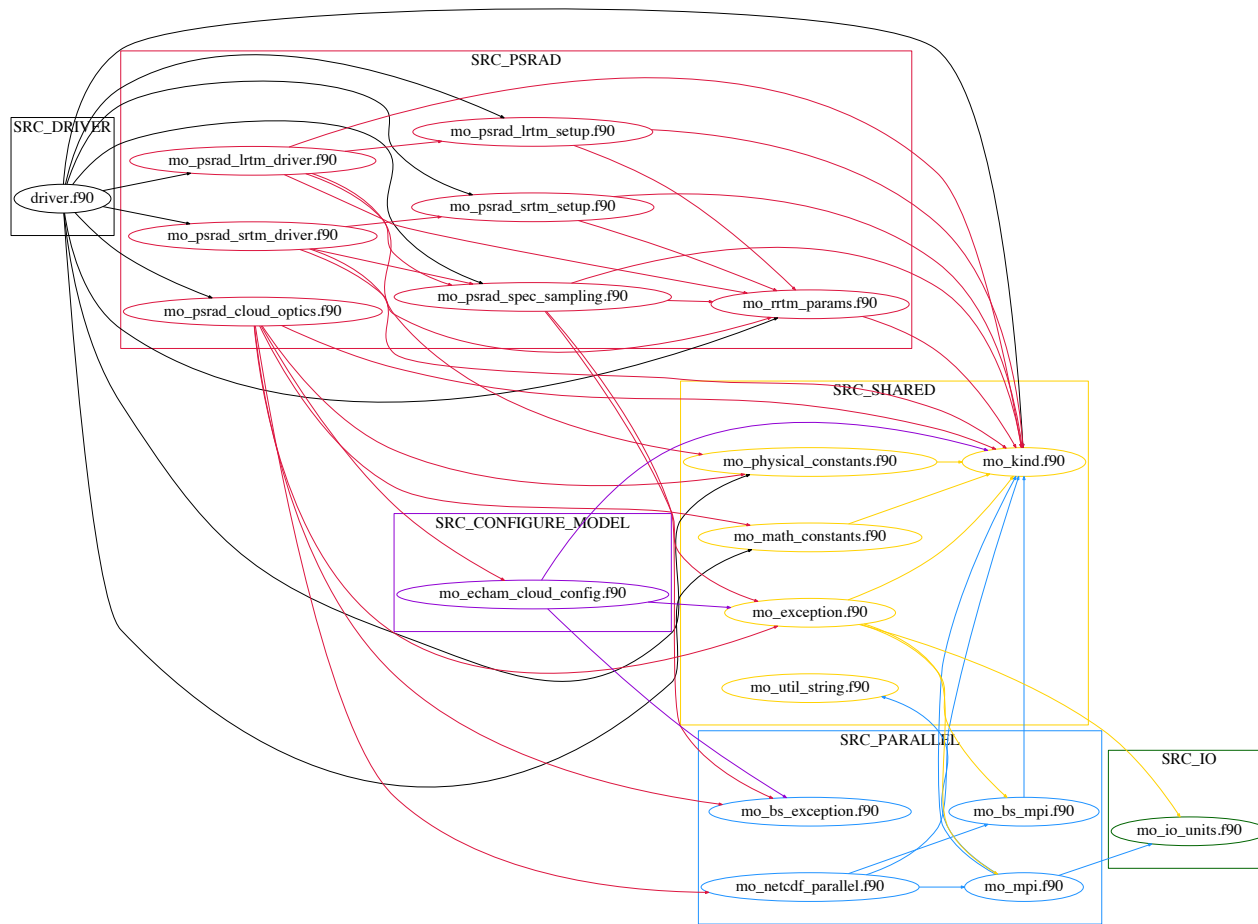 SRC_PSRAD
SRC_DRIVER
mo_psrad_lrtm_setup.f90
mo_psrad_lrtm_driver.f90
driver.f90
mo_psrad_srtm_setup.f90
mo_psrad_srtm_driver.f90
mo_psrad_spec_sampling.f90
mo_rrtm_params.f90
mo_psrad_cloud_optics.f90
SRC_SHARED
mo_physical_constants.f90
mo_kind.f90
SRC_CONFIGURE_MODEL
mo_math_constants.f90
mo_echam_cloud_config.f90
mo_exception.f90
mo_util_string.f90
SRC_PARALLEL
SRC_IO
mo_bs_exception.f90
mo_bs_mpi.f90
mo_io_units.f90
mo_netcdf_parallel.f90
mo_mpi.f90